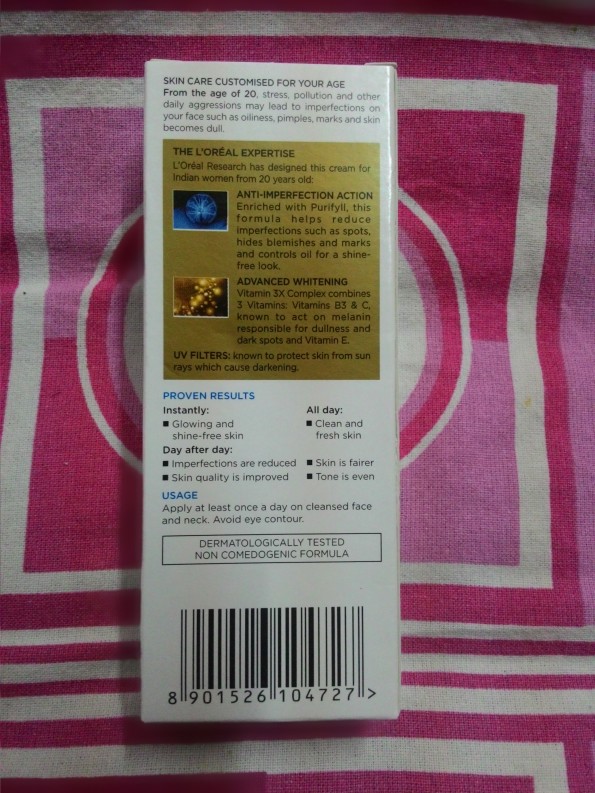 SKIN CARE CUSTOMISED FOR YOUR AGE
From the age of 20, stress, pollution and other
daily aggressions may lead to imperfections on
your face such as oiliness, pimples, marks and skin
becomes dull.
THE L'ORÉAL EXPERTISE
L'Oréal Research has designed this cream for
Indian women from 20 years old:
ANTI-IMPERFECTION ACTION
Enriched with Purifyll, this
formula helps reduce
imperfections such as spots,
hides blemishes and marks
and controls oil for a shine-
free look.
ADVANCED WHITENING
Vitamin 3X Complex combines
3 Vitamins: Vitamins B3 & C,
known to act on melanin
responsible for dullness and
dark spots and Vitamin E.
UV FILTERS: known to protect skin from sun
rays which cause darkening.
PROVEN RESULTS
Instantly:
■ Glowing and
shine-free skin
All day:
■ Clean and
fresh skin
Day after day:
■ Imperfections are reduced ■ Skin is fairer
■ Skin quality is improved ■ Tone is even
USAGE
Apply at least once a day on cleansed face
and neck. Avoid eye contour.
DERMATOLOGICALLY TESTED
NON COMEDOGENIC FORMULA
8 901526 104727 >